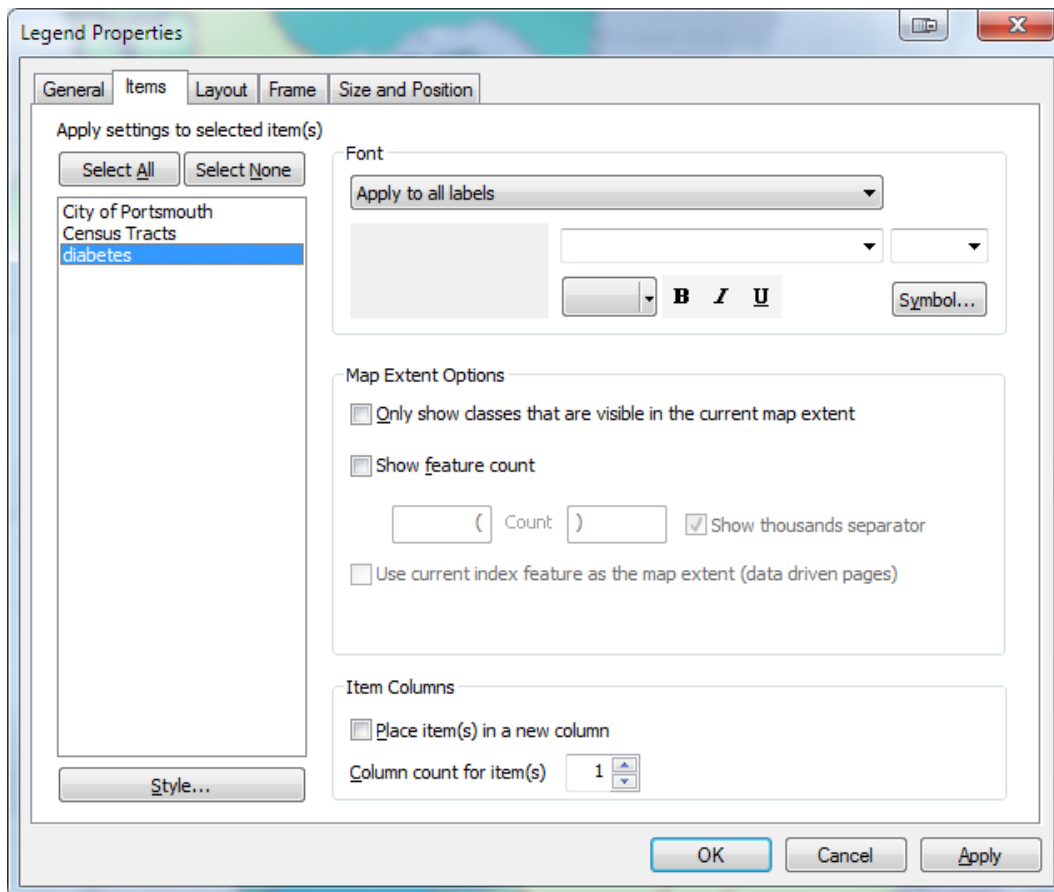 Legend Properties
X
General Items Layout Frame Size and Position
Apply settings to selected item(s)
Select All Select None
City of Portsmouth
Census Tracts
diabetes
Style...
Font
Apply to all labels
B I U Symbol...
Map Extent Options
Only show classes that are visible in the current map extent
Show feature count
( Count ) Show thousands separator
Use current index feature as the map extent (data driven pages)
Item Columns
Place item(s) in a new column
Column count for item(s) 1
OK Cancel Apply